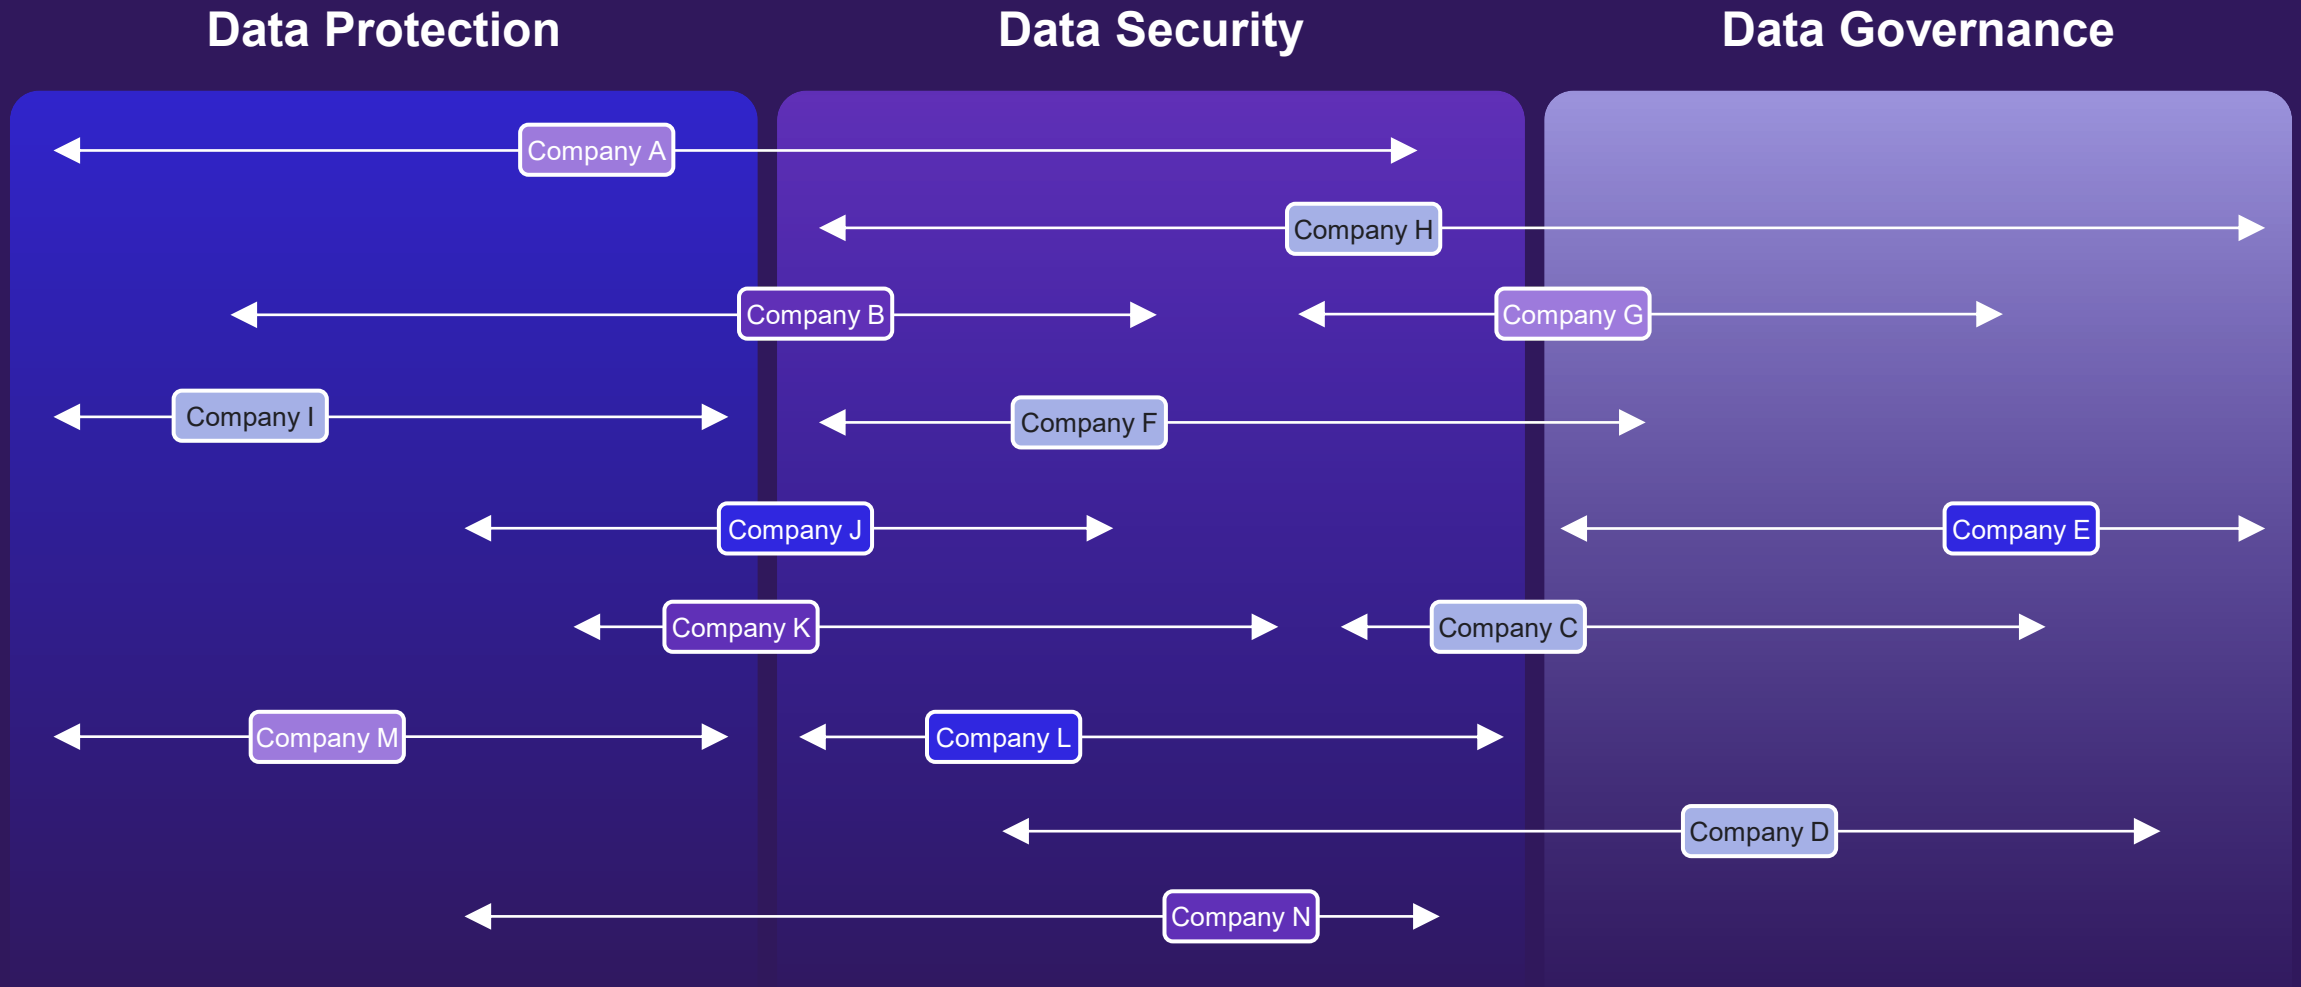 Data Protection
Data Security
Data Governance
Company A
Company H
Company B
Company G
Company I
Company F
Company J
Company E
Company K
Company C
Company M
Company L
Company D
Company N